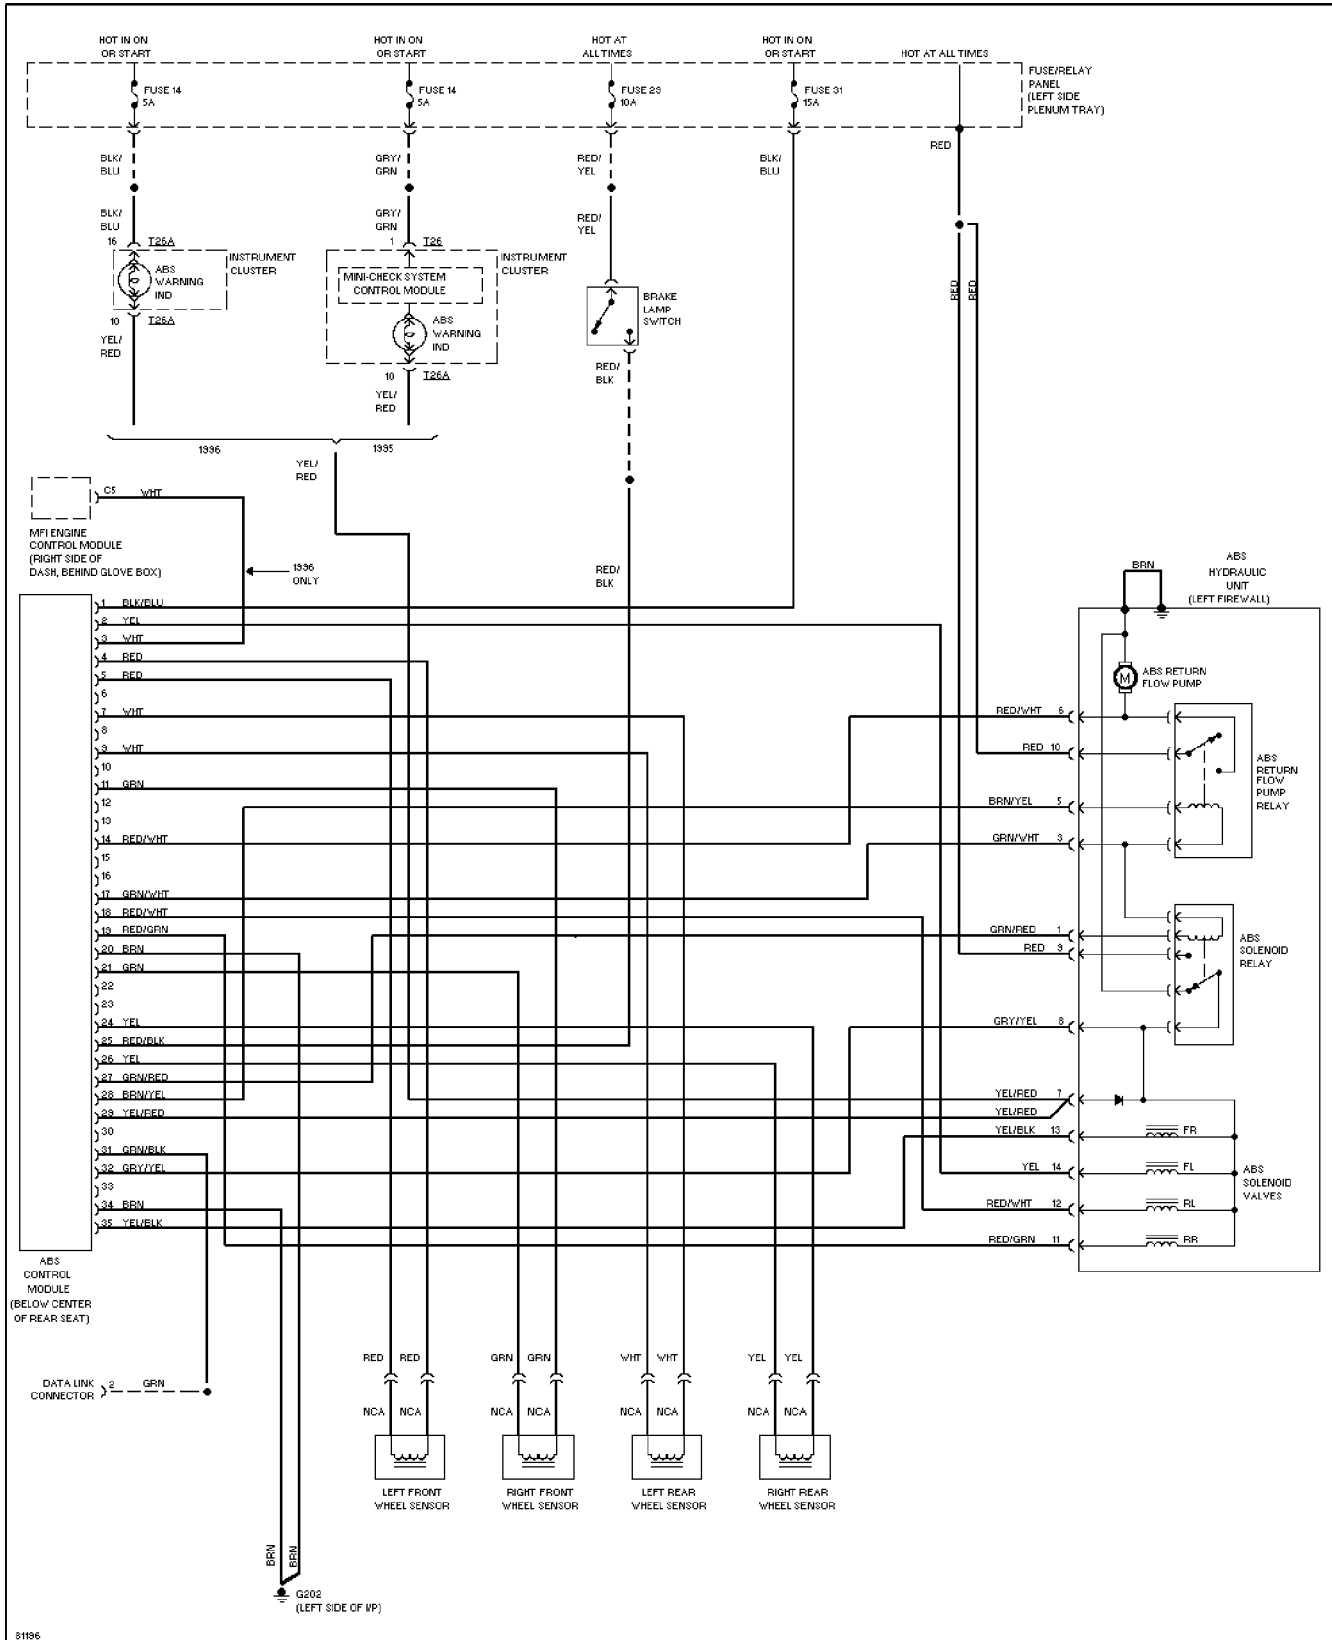 HOT IN ON
OR START
HOT IN ON
OR START
HOT AT
ALL TIMES
HOT IN ON
OR START
HOT AT ALL TIMES
FUSE 14
5A
FUSE 14
5A
FUSE 29
10A
FUSE 31
15A
FUSE/RELAY
PANEL
(LEFT SIDE
PLENUM TRAY)
BLK/
BLU
GRY/
GRN
RED/
YEL
BLK/
BLU
RED
BLK/
BLU
GRY/
GRN
RED/
YEL
16 T26A
1 T26
INSTRUMENT
CLUSTER
ABS
WARNING
IND
INSTRUMENT
CLUSTER
MINI-CHECK SYSTEM
CONTROL MODULE
ABS
WARNING
IND
BRAKE
LAMP
SWITCH
RED
RED
10 T26A
YEL/
RED
10 T26A
YEL/
RED
RED/
BLK
1996
1995
YEL/
RED
C5 WHT
MFI ENGINE
CONTROL MODULE
(RIGHT SIDE OF
DASH, BEHIND GLOVE BOX)
1996
ONLY
RED/
BLK
BRN
ABS
HYDRAULIC
UNIT
(LEFT FIREWALL)
1 BLK/BLU
2 YEL
3 WHT
4 RED
5 RED
6
7 WHT
8
9 WHT
10
11 GRN
12
13
14 RED/WHT
15
16
17 GRN/WHT
18 RED/WHT
19 RED/GRN
20 BRN
21 GRN
22
23
24 YEL
25 RED/BLK
26 YEL
27 GRN/RED
28 BRN/YEL
29 YEL/RED
30
31 GRN/BLK
32 GRY/YEL
33
34 BRN
35 YEL/BLK
ABS
CONTROL
MODULE
(BELOW CENTER
OF REAR SEAT)
M
ABS RETURN
FLOW PUMP
RED/WHT 6
RED 10
BRN/YEL 5
GRN/WHT 3
ABS
RETURN
FLOW
PUMP
RELAY
GRN/RED 1
RED 9
GRY/YEL 8
ABS
SOLENOID
RELAY
YEL/RED 7
YEL/RED
YEL/BLK 13
YEL 14
RED/WHT 12
RED/GRN 11
FR
FL
RL
RR
ABS
SOLENOID
VALVES
DATA LINK
CONNECTOR
2 GRN
RED RED GRN GRN WHT WHT YEL YEL
NCA NCA NCA NCA NCA NCA NCA NCA
LEFT FRONT
WHEEL SENSOR
RIGHT FRONT
WHEEL SENSOR
LEFT REAR
WHEEL SENSOR
RIGHT REAR
WHEEL SENSOR
BRN
BRN
G202
(LEFT SIDE OF I/P)
81196